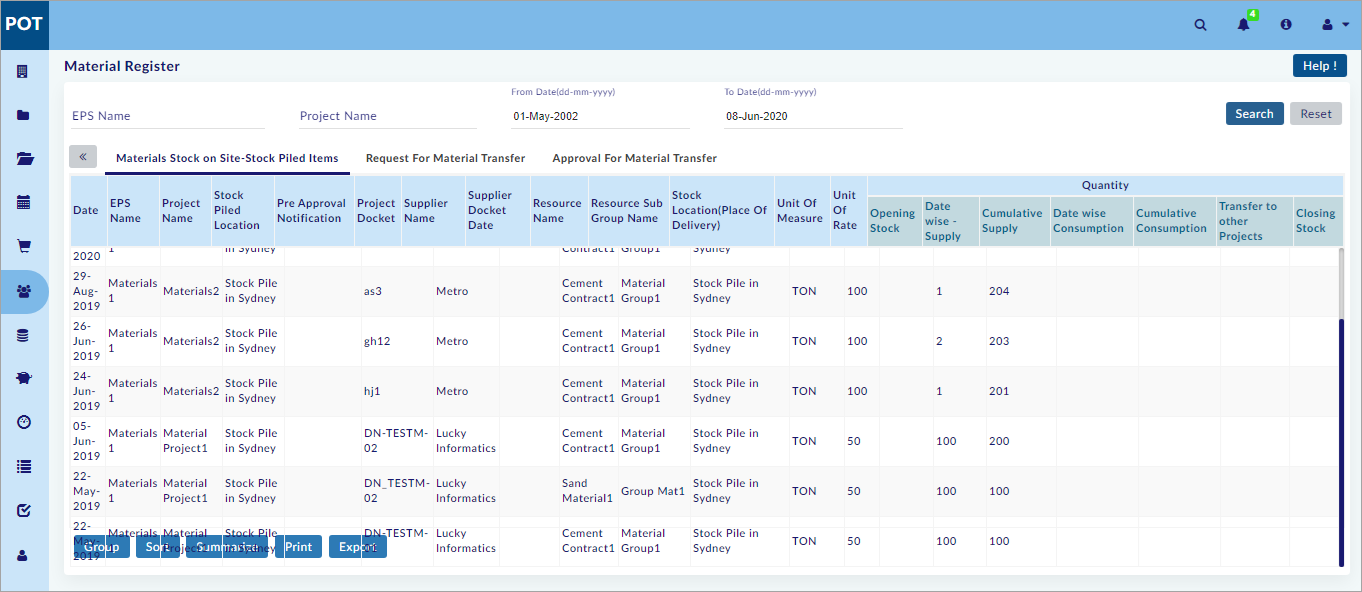 POT
4
Material Register
Help !
From Date(dd-mm-yyyy) To Date(dd-mm-yyyy)
EPS Name Project Name 01-May-2002 08-Jun-2020 Search Reset
« Materials Stock on Site-Stock Piled Items Request For Material Transfer Approval For Material Transfer
Quantity
Date EPS Name Project Name Stock Piled Location Pre Approval Notification Project Docket Supplier Name Supplier Docket Date Resource Name Resource Sub Group Name Stock Location(Place Of Delivery) Unit Of Measure Unit Of Rate Opening Stock Date wise - Supply Cumulative Supply Date wise Consumption Cumulative Consumption Transfer to other Projects Closing Stock
2020 1 in Sydney Contract1 Group1 Sydney
29-Aug-2019 Materials 1 Materials2 Stock Pile in Sydney as3 Metro Cement Contract1 Material Group1 Stock Pile in Sydney TON 100 1 204
26-Jun-2019 Materials 1 Materials2 Stock Pile in Sydney gh12 Metro Cement Contract1 Material Group1 Stock Pile in Sydney TON 100 2 203
24-Jun-2019 Materials 1 Materials2 Stock Pile in Sydney hj1 Metro Cement Contract1 Material Group1 Stock Pile in Sydney TON 100 1 201
05-Jun-2019 Materials 1 Material Project1 Stock Pile in Sydney DN-TESTM-02 Lucky Informatics Cement Contract1 Material Group1 Stock Pile in Sydney TON 50 100 200
22-May-2019 Materials 1 Material Project1 Stock Pile in Sydney DN_TESTM-02 Lucky Informatics Sand Material1 Group Mat1 Stock Pile in Sydney TON 50 100 100
22-May-2019 Materials 1 Material Project1 Stock Pile in Sydney DN-TESTM- Lucky Informatics Cement Contract1 Material Group1 Stock Pile in Sydney TON 50 100 100
Group Sort Summarize Print Export